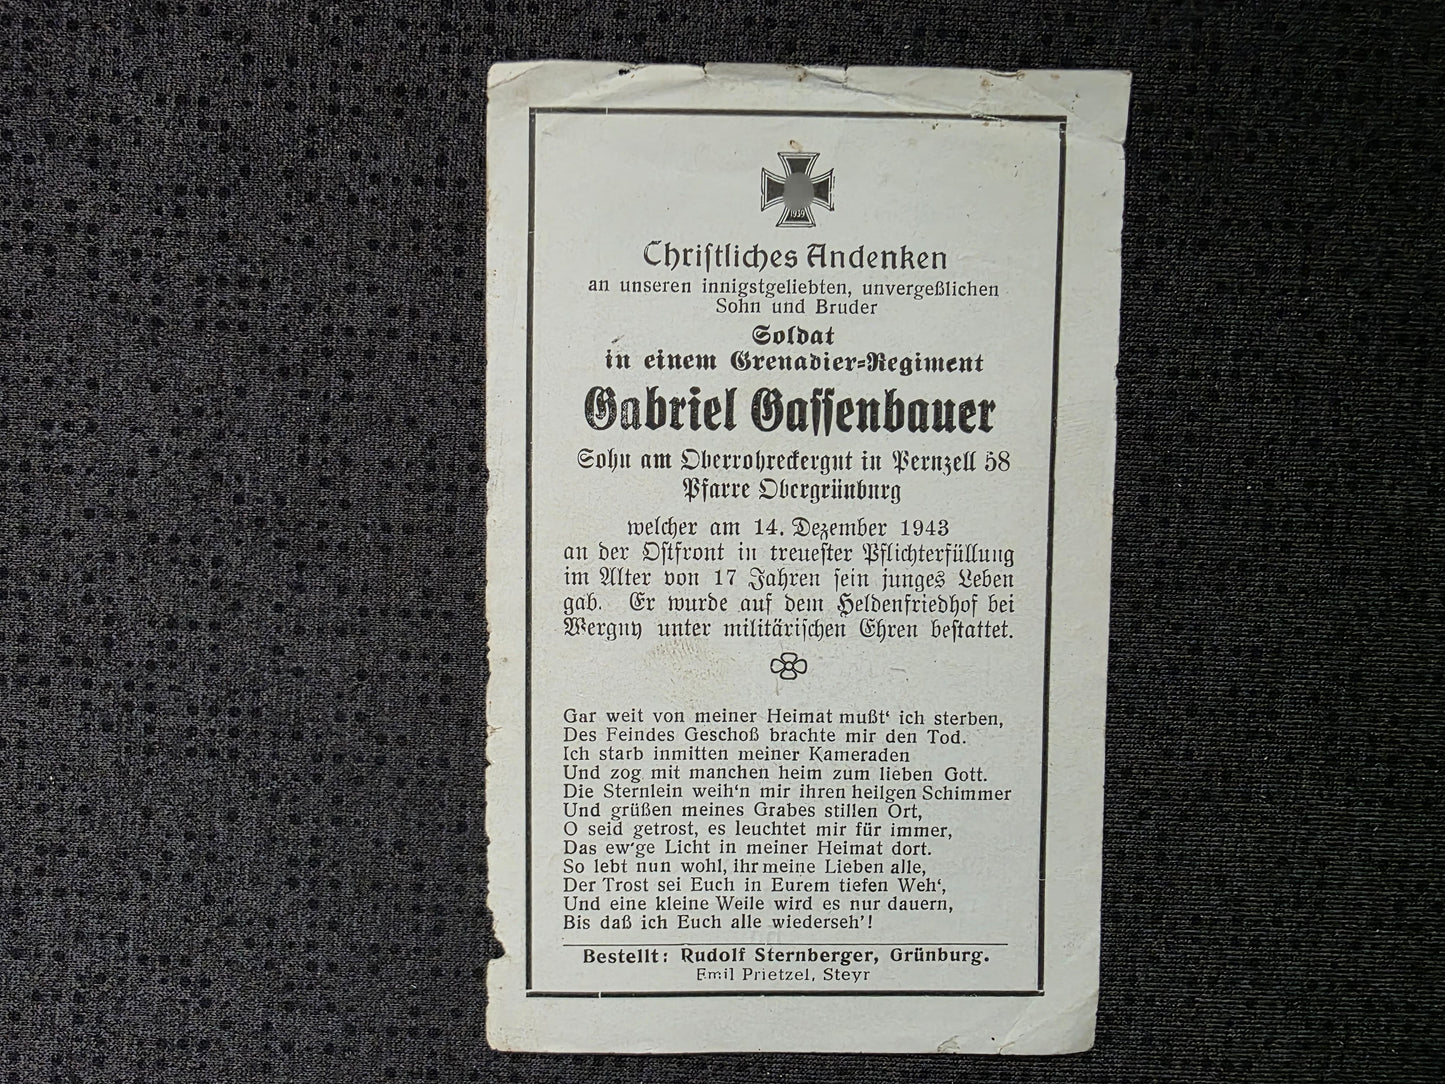 1939
Christliches Andenken
an unseren innigstgeliebten, unvergeßlichen
Sohn und Bruder
Soldat
in einem Grenadier-Regiment
Gabriel Gassenbauer
Sohn am Oberrohreckergut in Pernzell 58
Pfarre Obergrünburg
welcher am 14. Dezember 1943
an der Ostfront in treuester Pflichterfüllung
im Alter von 17 Jahren sein junges Leben
gab. Er wurde auf dem Heldenfriedhof bei
Werguy unter militärischen Ehren bestattet.
Gar weit von meiner Heimat mußt' ich sterben,
Des Feindes Geschoß brachte mir den Tod.
Ich starb inmitten meiner Kameraden
Und zog mit manchen heim zum lieben Gott.
Die Sternlein weih'n mir ihren heilgen Schimmer
Und grüßen meines Grabes stillen Ort,
O seid getrost, es leuchtet mir für immer,
Das ew'ge Licht in meiner Heimat dort.
So lebt nun wohl, ihr meine Lieben alle,
Der Trost sei Euch in Eurem tiefen Weh',
Und eine kleine Weile wird es nur dauern,
Bis daß ich Euch alle wiederseh'!
Bestellt: Rudolf Sternberger, Grünburg.
Emil Prietzel, Steyr